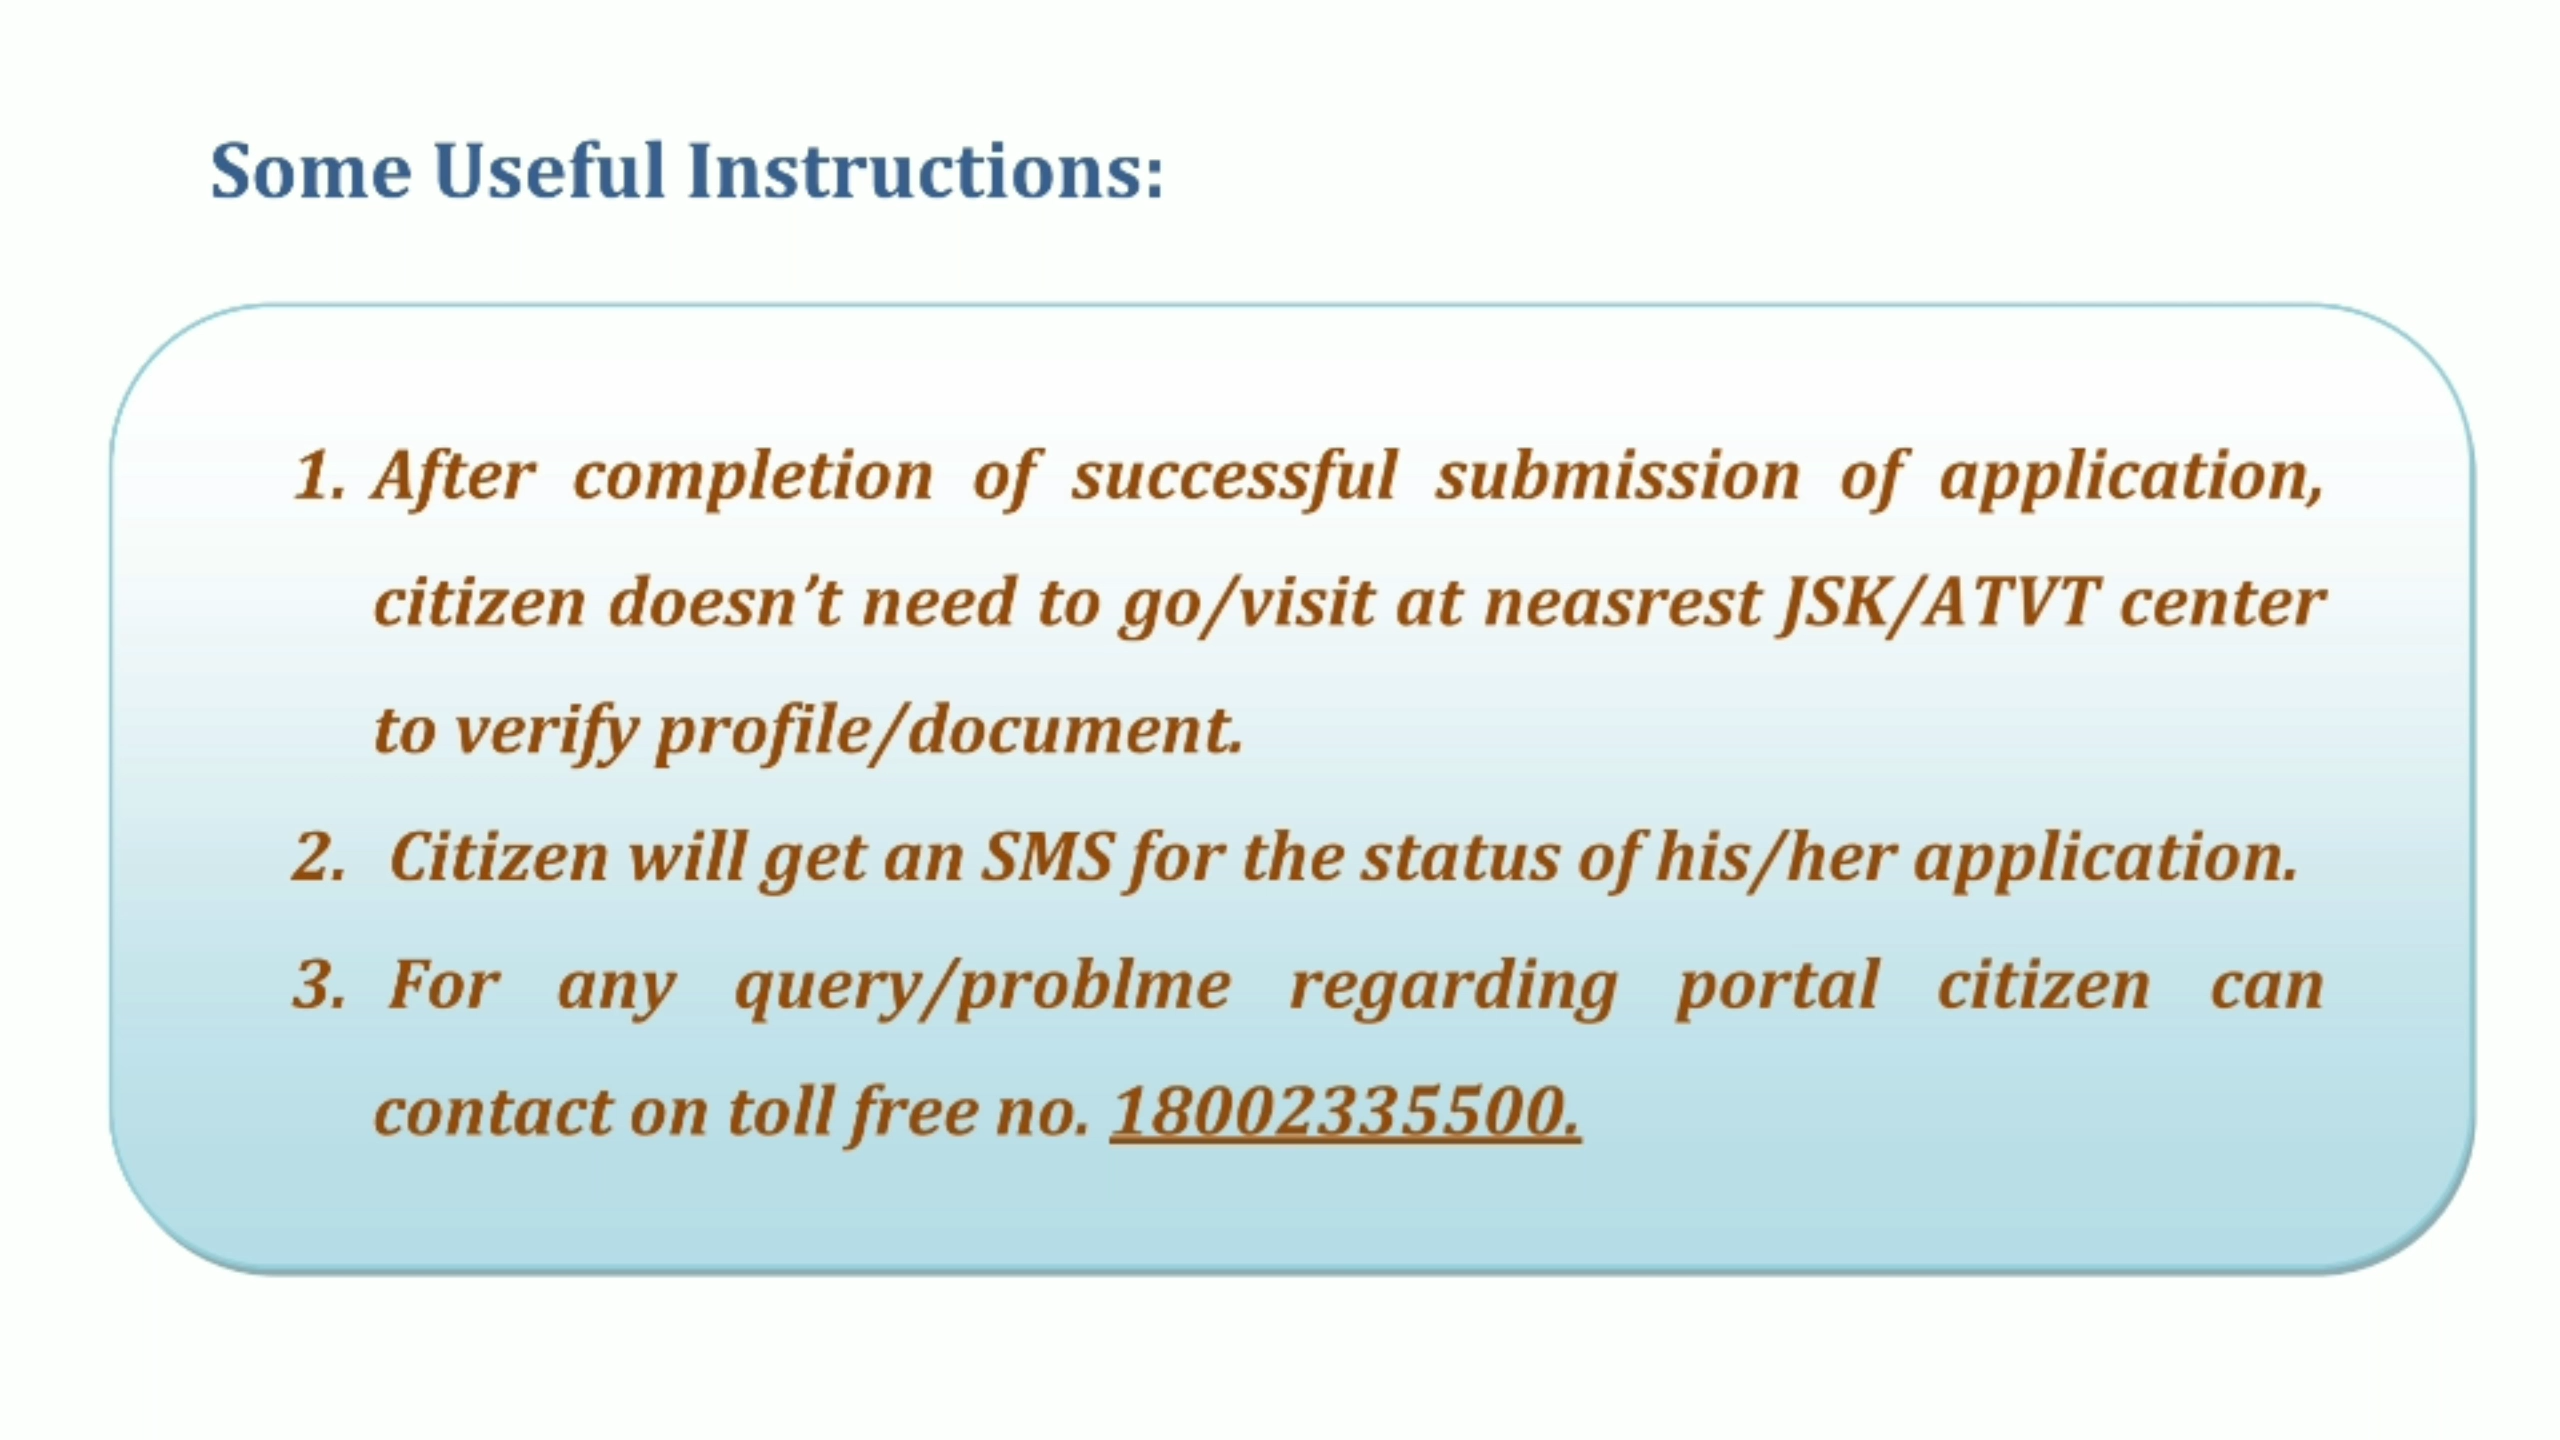 Some Useful Instructions:
1. After completion of successful submission of application,
citizen doesn’t need to go/visit at neasrest JSK/ATVT center
to verify profile/document.
2. Citizen will get an SMS for the status of his/her application.
3. For any query/problme regarding portal citizen can
contact on toll free no. 18002335500.